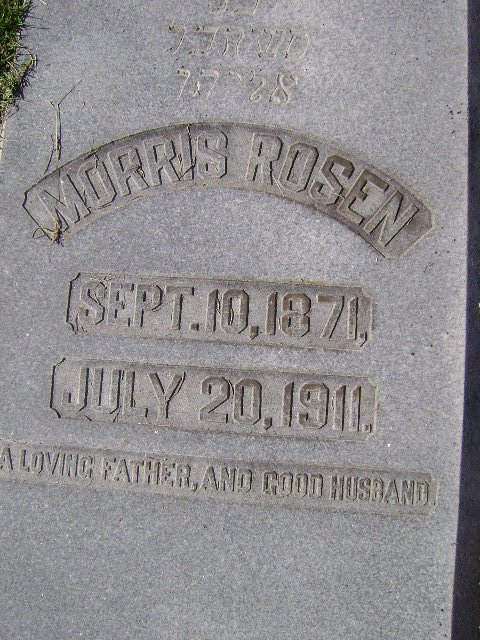 MORRIS ROSEN
SEPT. 10, 1871,
JULY 20, 1911.
A LOVING FATHER, AND GOOD HUSBAND